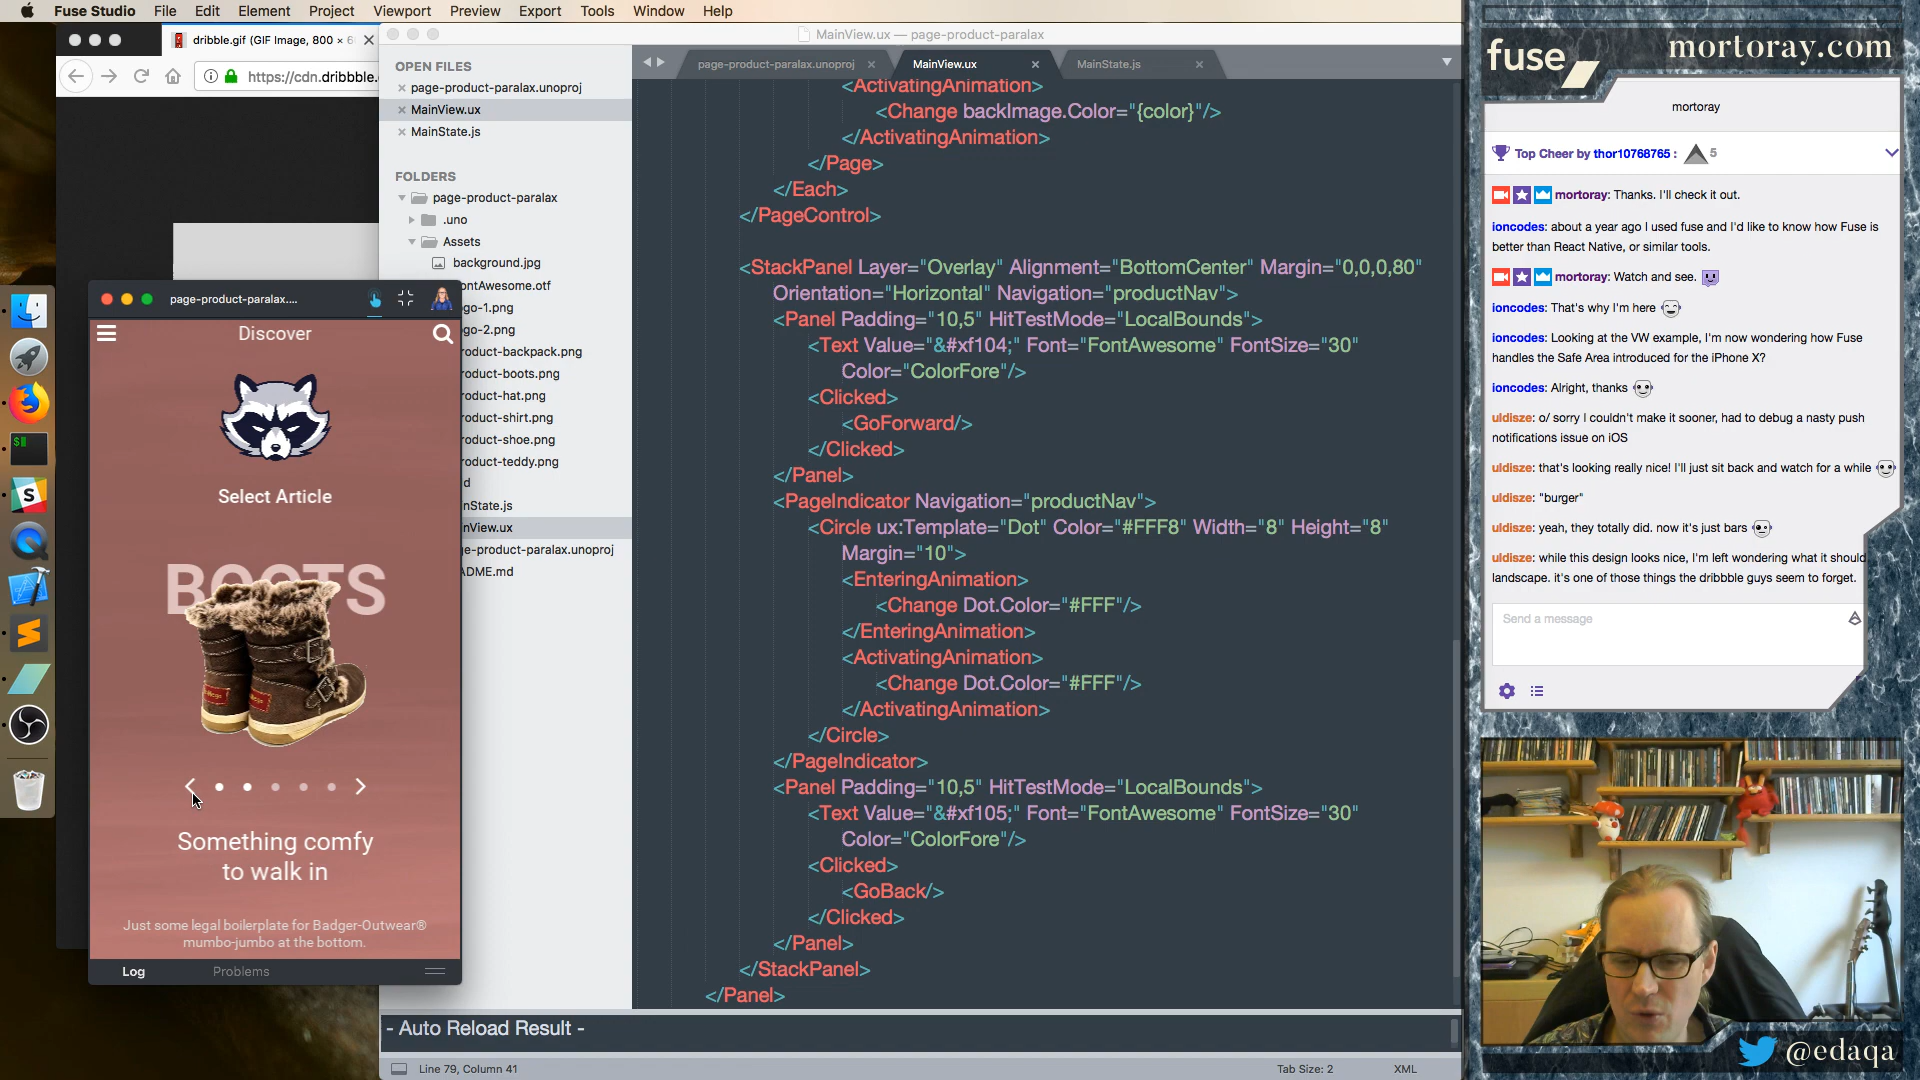 Fuse Studio File Edit Element Project Viewport Preview Export Tools Window Help
dribble.gif (GIF Image, 800 × 6
https://cdn.dribbble.
MainView.ux — page-product-paralax
OPEN FILES
page-product-paralax.unoproj
MainView.ux
MainState.js
FOLDERS
page-product-paralax
.uno
Assets
background.jpg
ontAwesome.otf
go-1.png
go-2.png
roduct-backpack.png
roduct-boots.png
roduct-hat.png
roduct-shirt.png
roduct-shoe.png
roduct-teddy.png
d
nState.js
nView.ux
e-product-paralax.unoproj
DME.md
page-product-paralax....
Discover
Select Article
BOOTS
Something comfy
to walk in
Just some legal boilerplate for Badger-Outwear®
mumbo-jumbo at the bottom.
Log Problems
page-product-paralax.unoproj MainView.ux MainState.js
<ActivatingAnimation>
<Change backImage.Color="{color}"/>
</ActivatingAnimation>
</Page>
</Each>
</PageControl>
<StackPanel Layer="Overlay" Alignment="BottomCenter" Margin="0,0,0,80"
Orientation="Horizontal" Navigation="productNav">
<Panel Padding="10,5" HitTestMode="LocalBounds">
<Text Value="&#xf104;" Font="FontAwesome" FontSize="30"
Color="ColorFore"/>
<Clicked>
<GoForward/>
</Clicked>
</Panel>
<PageIndicator Navigation="productNav">
<Circle ux:Template="Dot" Color="#FFF8" Width="8" Height="8"
Margin="10">
<EnteringAnimation>
<Change Dot.Color="#FFF"/>
</EnteringAnimation>
<ActivatingAnimation>
<Change Dot.Color="#FFF"/>
</ActivatingAnimation>
</Circle>
</PageIndicator>
<Panel Padding="10,5" HitTestMode="LocalBounds">
<Text Value="&#xf105;" Font="FontAwesome" FontSize="30"
Color="ColorFore"/>
<Clicked>
<GoBack/>
</Clicked>
</Panel>
</StackPanel>
</Panel>
- Auto Reload Result -
Line 79, Column 41 Tab Size: 2 XML
fuse mortoray.com
mortoray
Top Cheer by thor10768765 : 5
mortoray: Thanks. I'll check it out.
ioncodes: about a year ago I used fuse and I'd like to know how Fuse is
better than React Native, or similar tools.
mortoray: Watch and see.
ioncodes: That's why I'm here
ioncodes: Looking at the VW example, I'm now wondering how Fuse
handles the Safe Area introduced for the iPhone X?
ioncodes: Alright, thanks
uldisze: o/ sorry I couldn't make it sooner, had to debug a nasty push
notifications issue on iOS
uldisze: that's looking really nice! I'll just sit back and watch for a while
uldisze: "burger"
uldisze: yeah, they totally did. now it's just bars
uldisze: while this design looks nice, I'm left wondering what it should
landscape. it's one of those things the dribbble guys seem to forget.
Send a message
@edaqa